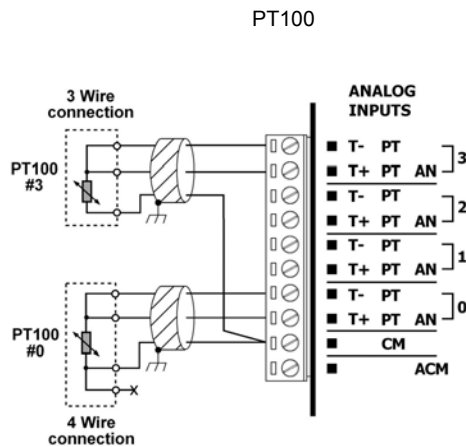 PT100
3 Wire
connection
PT100
#3
ANALOG
INPUTS
T- PT
T+ PT AN
3
T- PT
T+ PT AN
2
T- PT
T+ PT AN
1
T- PT
T+ PT AN
0
CM
ACM
PT100
#0
4 Wire
connection